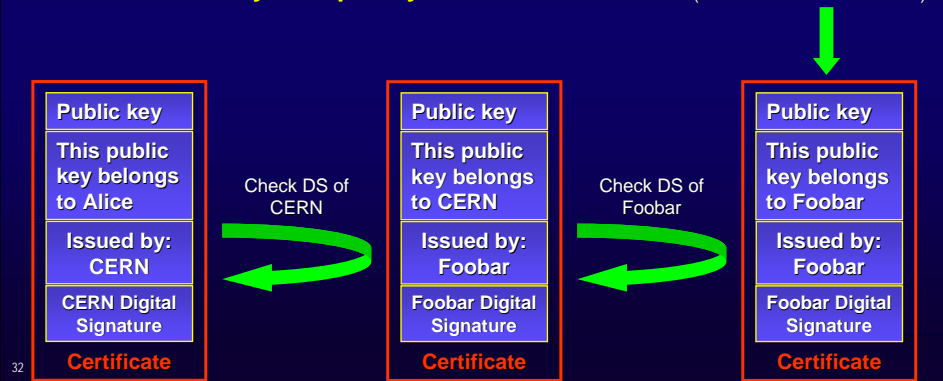 Public key
This public
key belongs
to Alice
Issued by:
CERN
CERN Digital
Signature
Certificate
Check DS of
CERN
Public key
This public
key belongs
to CERN
Issued by:
Foobar
Foobar Digital
Signature
Certificate
Check DS of
Foobar
Public key
This public
key belongs
to Foobar
Issued by:
Foobar
Foobar Digital
Signature
Certificate
32